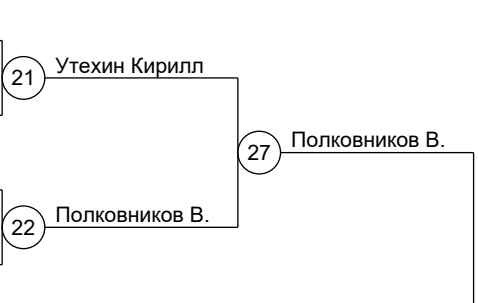 Утехин Кирилл
21
Полковников В.
27
Полковников В.
22